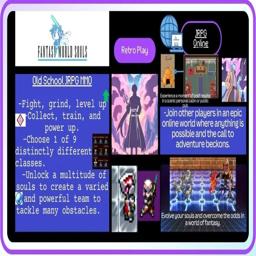 FANTASY WORLD SOULS
Old School JRPG MMO
-Fight, grind, level up
-Collect, train, and
power up.
-Choose 1 of 9
distinctly different
classes.
-Unlock a multitude of
souls to create a varied
and powerful team to
tackle many obstacles.
Retro Play
JRPG
Online
-Join other players in an epic
online world where anything is
possible and the call to
adventure beckons.
Evolve your souls and overcome the odds in
a world of fantasy.